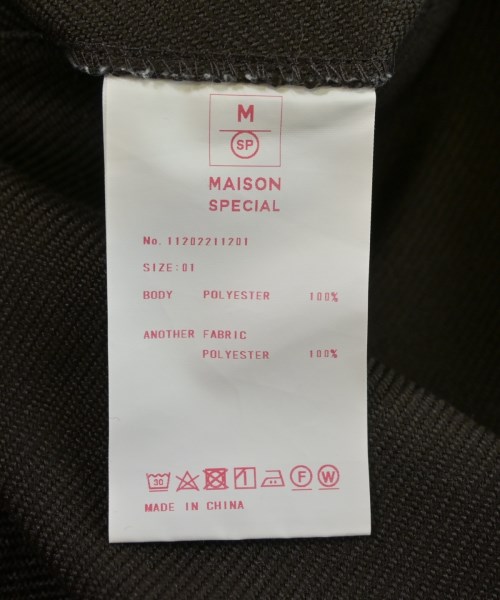 M
SP
MAISON
SPECIAL
No. 11202211201
SIZE:01
BODY POLYESTER 100%
ANOTHER FABRIC
POLYESTER 100%
30 F W
MADE IN CHINA